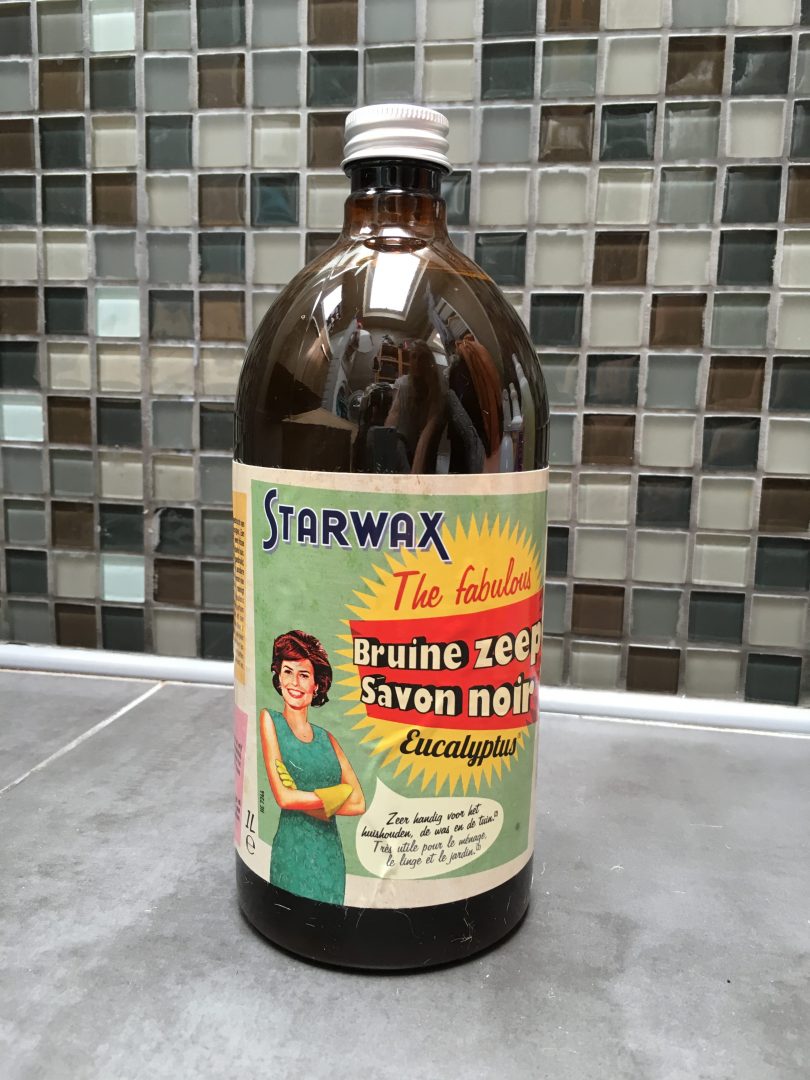 STARWAX
The fabulous
Bruine zeep
Savon noir
Eucalyptus
Zeer handig voor het
huishouden, de was en de tuin.
Très utile pour le ménage,
le linge et le jardin.
1L
e